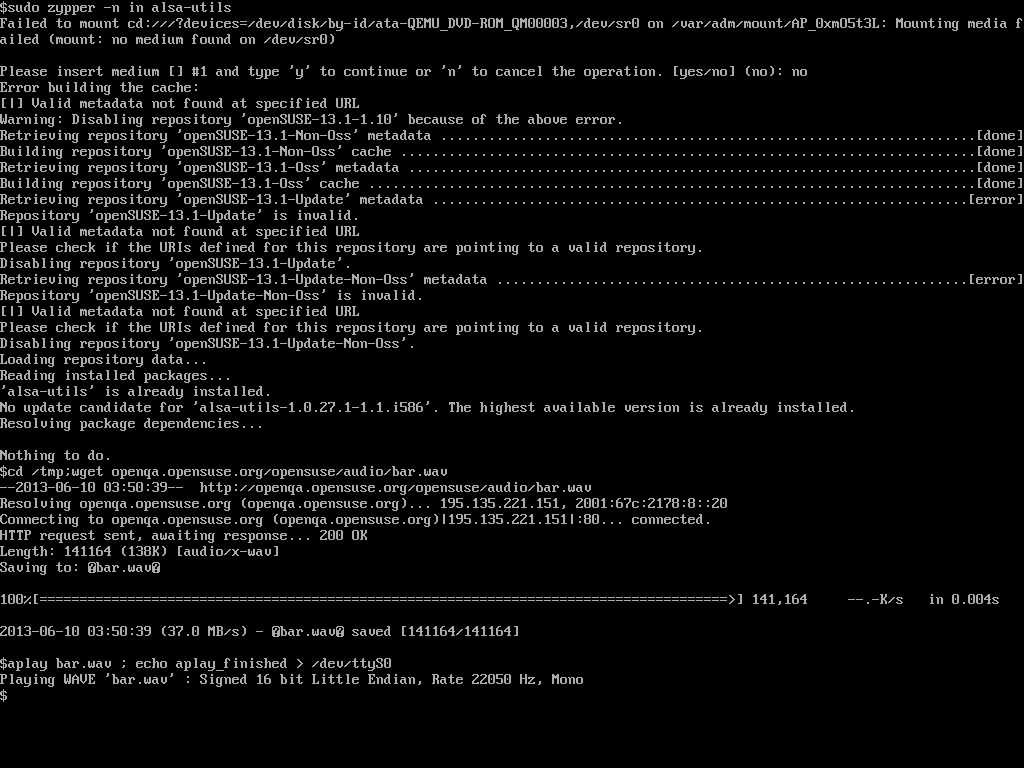 $sudo zypper -n in alsa-utils
Failed to mount cd:///?devices=/dev/disk/by-id/ata-QEMU_DVD-ROM_QM00003,/dev/sr0 on /var/adm/mount/AP_0xmO5t3L: Mounting media f
ailed (mount: no medium found on /dev/sr0)
Please insert medium [] #1 and type 'y' to continue or 'n' to cancel the operation. [yes/no] (no): no
Error building the cache:
[|] Valid metadata not found at specified URL
Warning: Disabling repository 'openSUSE-13.1-1.10' because of the above error.
Retrieving repository 'openSUSE-13.1-Non-Oss' metadata ...................................................................[done]
Building repository 'openSUSE-13.1-Non-Oss' cache ........................................................................[done]
Retrieving repository 'openSUSE-13.1-Oss' metadata .......................................................................[done]
Building repository 'openSUSE-13.1-Oss' cache ............................................................................[done]
Retrieving repository 'openSUSE-13.1-Update' metadata ...................................................................[error]
Repository 'openSUSE-13.1-Update' is invalid.
[|] Valid metadata not found at specified URL
Please check if the URIs defined for this repository are pointing to a valid repository.
Disabling repository 'openSUSE-13.1-Update'.
Retrieving repository 'openSUSE-13.1-Update-Non-Oss' metadata ...........................................................[error]
Repository 'openSUSE-13.1-Update-Non-Oss' is invalid.
[|] Valid metadata not found at specified URL
Please check if the URIs defined for this repository are pointing to a valid repository.
Disabling repository 'openSUSE-13.1-Update-Non-Oss'.
Loading repository data...
Reading installed packages...
'alsa-utils' is already installed.
No update candidate for 'alsa-utils-1.0.27.1-1.1.i586'. The highest available version is already installed.
Resolving package dependencies...
Nothing to do.
$cd /tmp;wget openqa.opensuse.org/opensuse/audio/bar.wav
--2013-06-10 03:50:39--  http://openqa.opensuse.org/opensuse/audio/bar.wav
Resolving openqa.opensuse.org (openqa.opensuse.org)... 195.135.221.151, 2001:67c:2178:8::20
Connecting to openqa.opensuse.org (openqa.opensuse.org)|195.135.221.151|:80... connected.
HTTP request sent, awaiting response... 200 OK
Length: 141164 (138K) [audio/x-wav]
Saving to: �bar.wav�
100%[======================================================================================>] 141,164     --.-K/s   in 0.004s
2013-06-10 03:50:39 (37.0 MB/s) - �bar.wav� saved [141164/141164]
$aplay bar.wav ; echo aplay_finished > /dev/ttyS0
Playing WAVE 'bar.wav' : Signed 16 bit Little Endian, Rate 22050 Hz, Mono
$